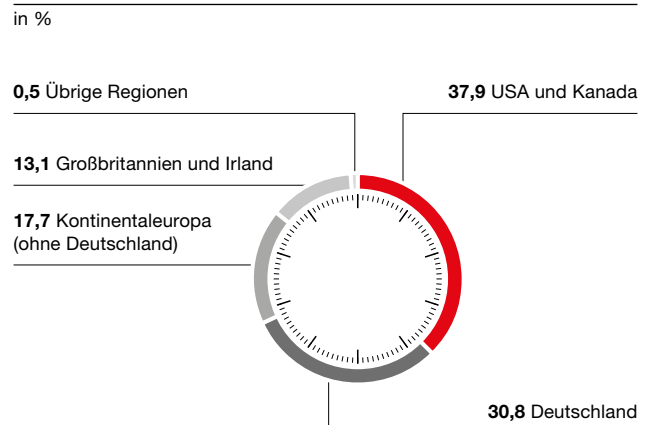 in %
0,5 Übrige Regionen
37,9 USA und Kanada
13,1 Großbritannien und Irland
17,7 Kontinentaleuropa
(ohne Deutschland)
30,8 Deutschland